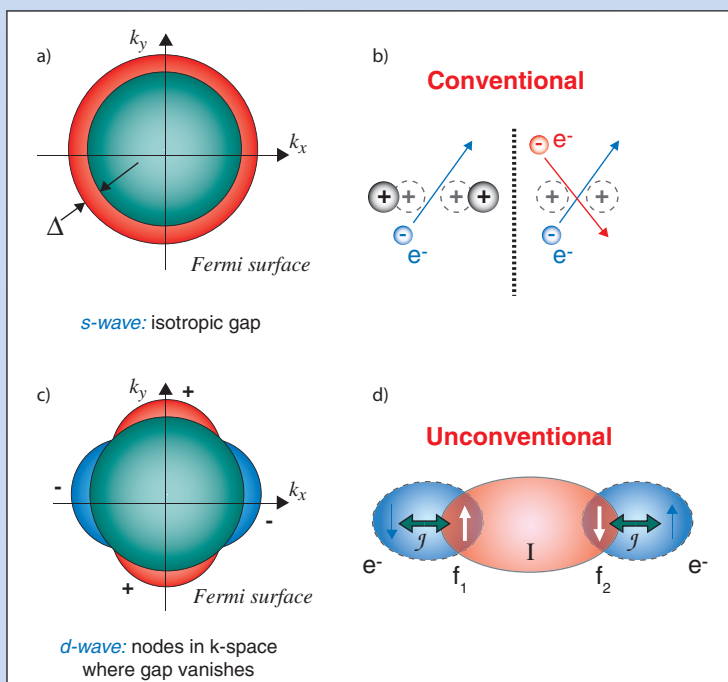 a)
k_y
k_x
Δ
Fermi surface
s-wave: isotropic gap
b)
Conventional
- e-
+ + + + + +
- -
e- e-
c)
k_y
+
k_x
-
-
+
Fermi surface
d-wave: nodes in k-space
where gap vanishes
d)
Unconventional
J I J
e- f₁ f₂ e-